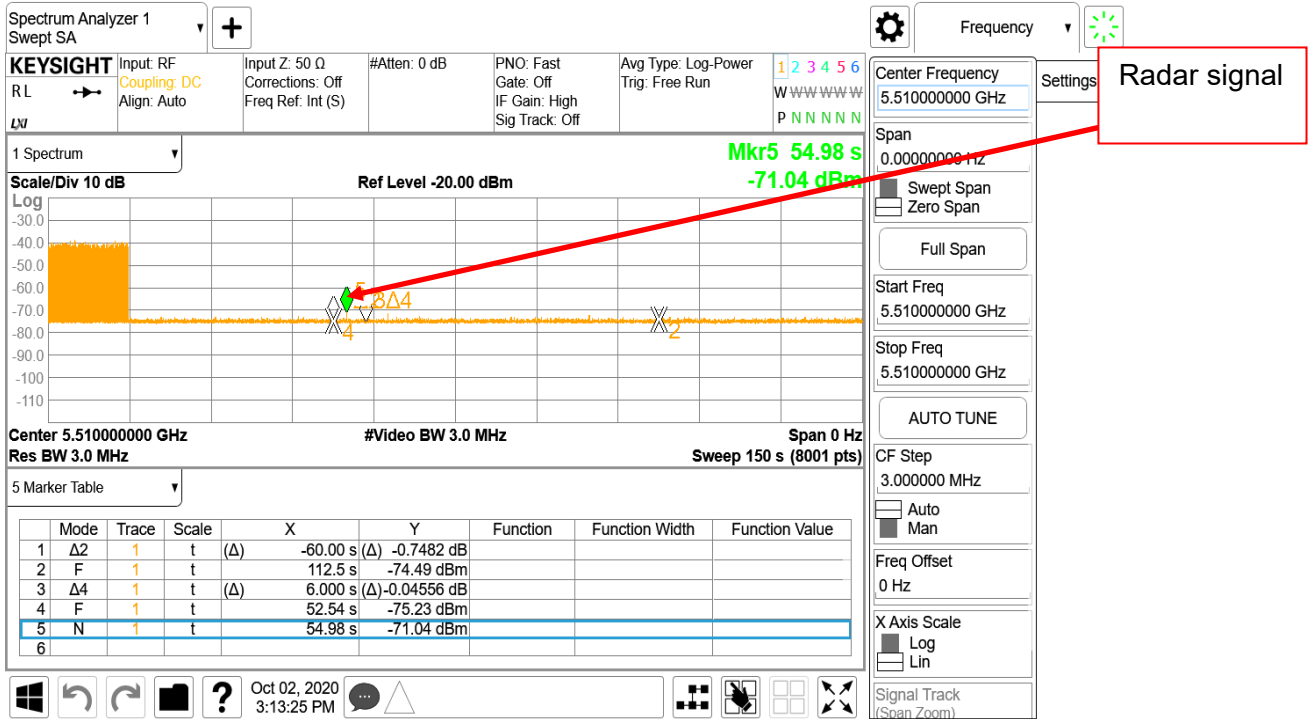 Spectrum Analyzer 1
Swept SA
Frequency
KEYSIGHT
RL
LXI
Input: RF
Coupling: DC
Align: Auto
Input Z: 50 Ω
Corrections: Off
Freq Ref: Int (S)
#Atten: 0 dB
PNO: Fast
Gate: Off
IF Gain: High
Sig Track: Off
Avg Type: Log-Power
Trig: Free Run
1 2 3 4 5 6
W W W W W W
P N N N N N
Center Frequency
5.510000000 GHz
Settings
Radar signal
1 Spectrum
Mkr5 54.98 s
Scale/Div 10 dB
Ref Level -20.00 dBm
-71.04 dBm
Log
-30.0
-40.0
-50.0
-60.0
-70.0
-80.0
-90.0
-100
-110
5
3Δ4
4
2
Center 5.510000000 GHz
#Video BW 3.0 MHz
Span 0 Hz
Res BW 3.0 MHz
Sweep 150 s (8001 pts)
Span
0.00000000 Hz
Swept Span
Zero Span
Full Span
Start Freq
5.510000000 GHz
Stop Freq
5.510000000 GHz
AUTO TUNE
CF Step
3.000000 MHz
Auto
Man
Freq Offset
0 Hz
X Axis Scale
Log
Lin
Signal Track
(Span Zoom)
5 Marker Table
Mode Trace Scale X Y Function Function Width Function Value
1 Δ2 1 t (Δ) -60.00 s (Δ) -0.7482 dB
2 F 1 t 112.5 s -74.49 dBm
3 Δ4 1 t (Δ) 6.000 s (Δ) -0.04556 dB
4 F 1 t 52.54 s -75.23 dBm
5 N 1 t 54.98 s -71.04 dBm
6
?
Oct 02, 2020
3:13:25 PM